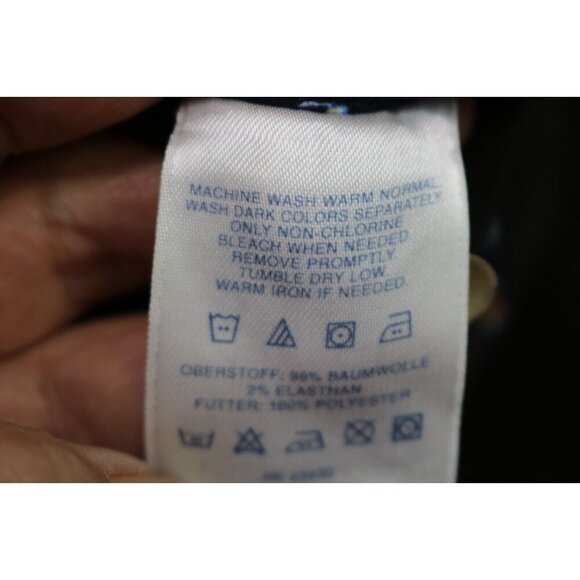 MACHINE WASH WARM NORMAL
WASH DARK COLORS SEPARATELY
ONLY NON-CHLORINE
BLEACH WHEN NEEDED.
REMOVE PROMPTLY
TUMBLE DRY LOW
WARM IRON IF NEEDED.
OBERSTOFF: 98% BAUMWOLLE
2% ELASTHAN
FUTTER: 100% POLYESTER